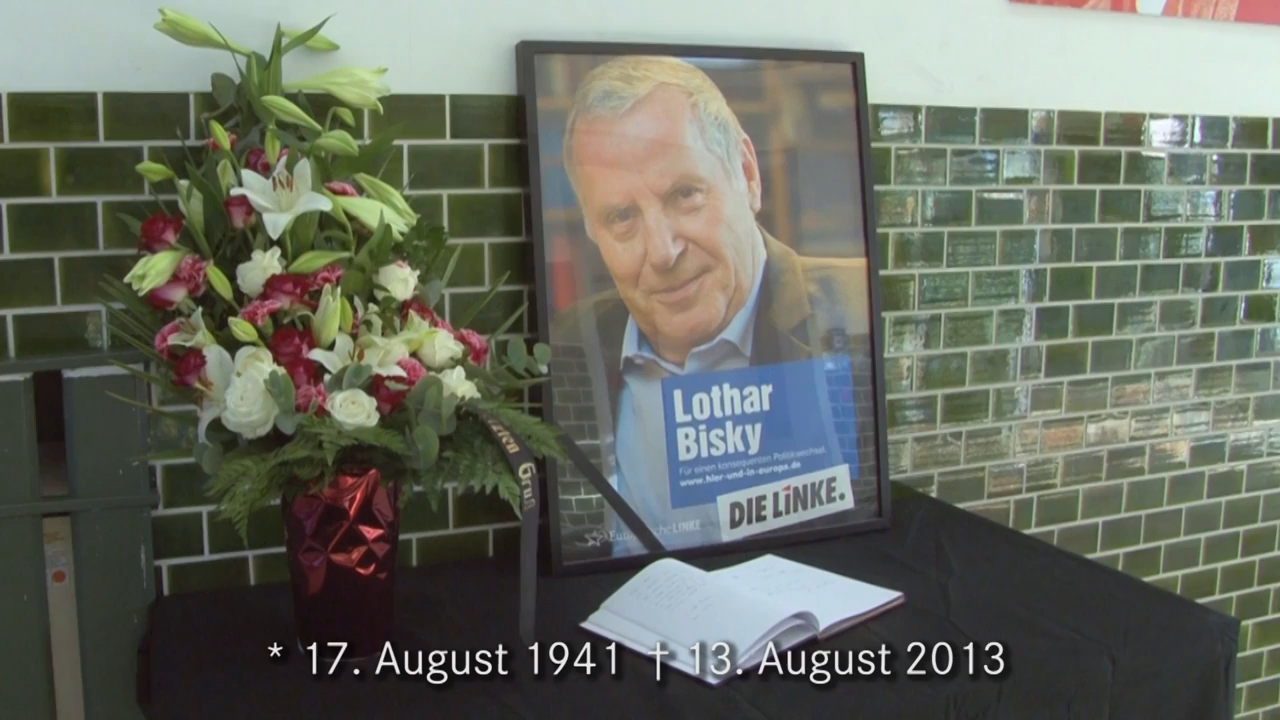 Lothar
Bisky
Für einen konsequenten Politikwechsel.
www.hier-und-in-europa.de
DIE LINKE.
Gruß
* 17. August 1941 † 13. August 2013